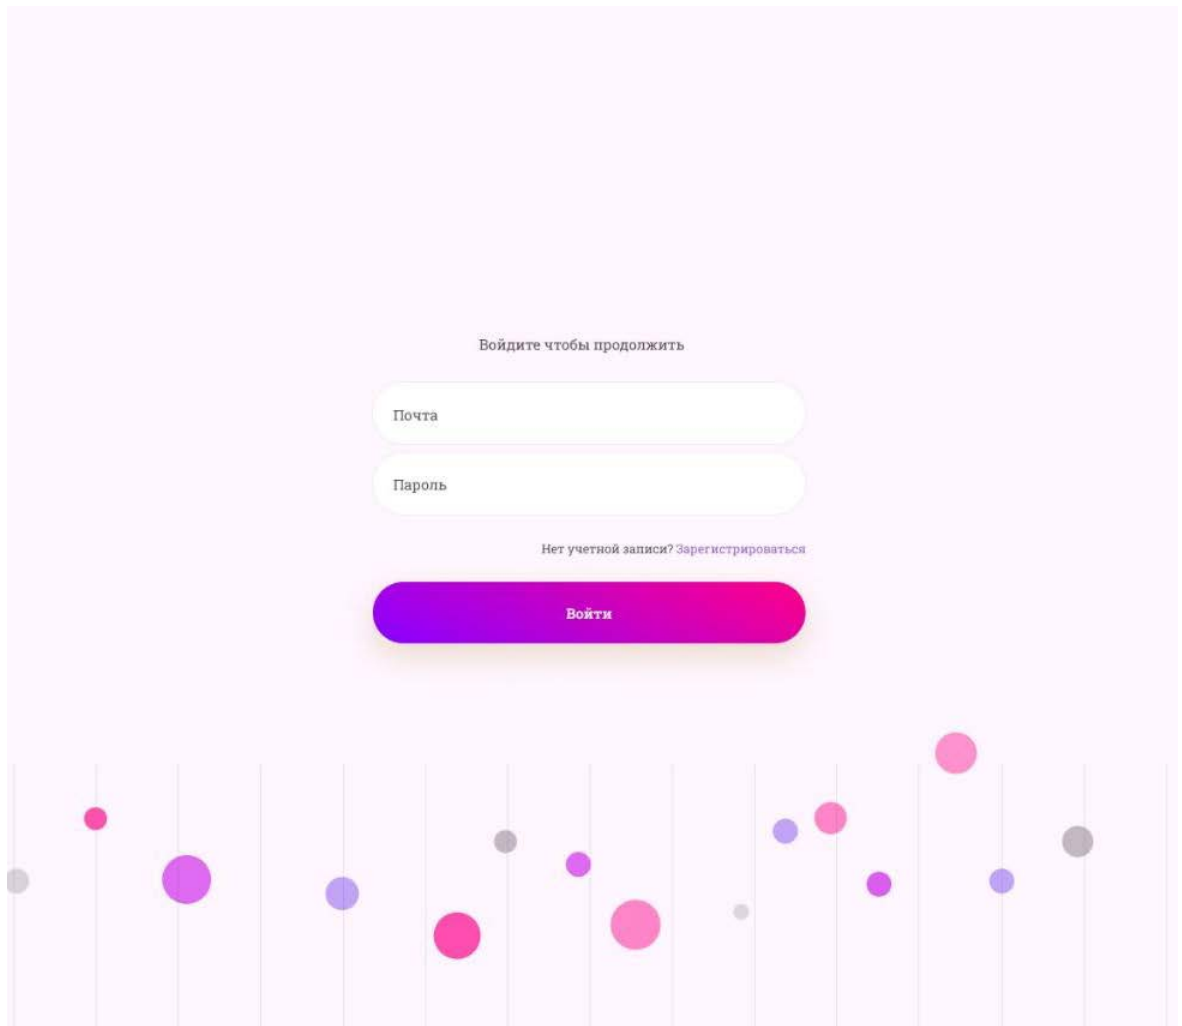 Войдите чтобы продолжить
Почта
Пароль
Нет учетной записи? Зарегистрироваться
Войти